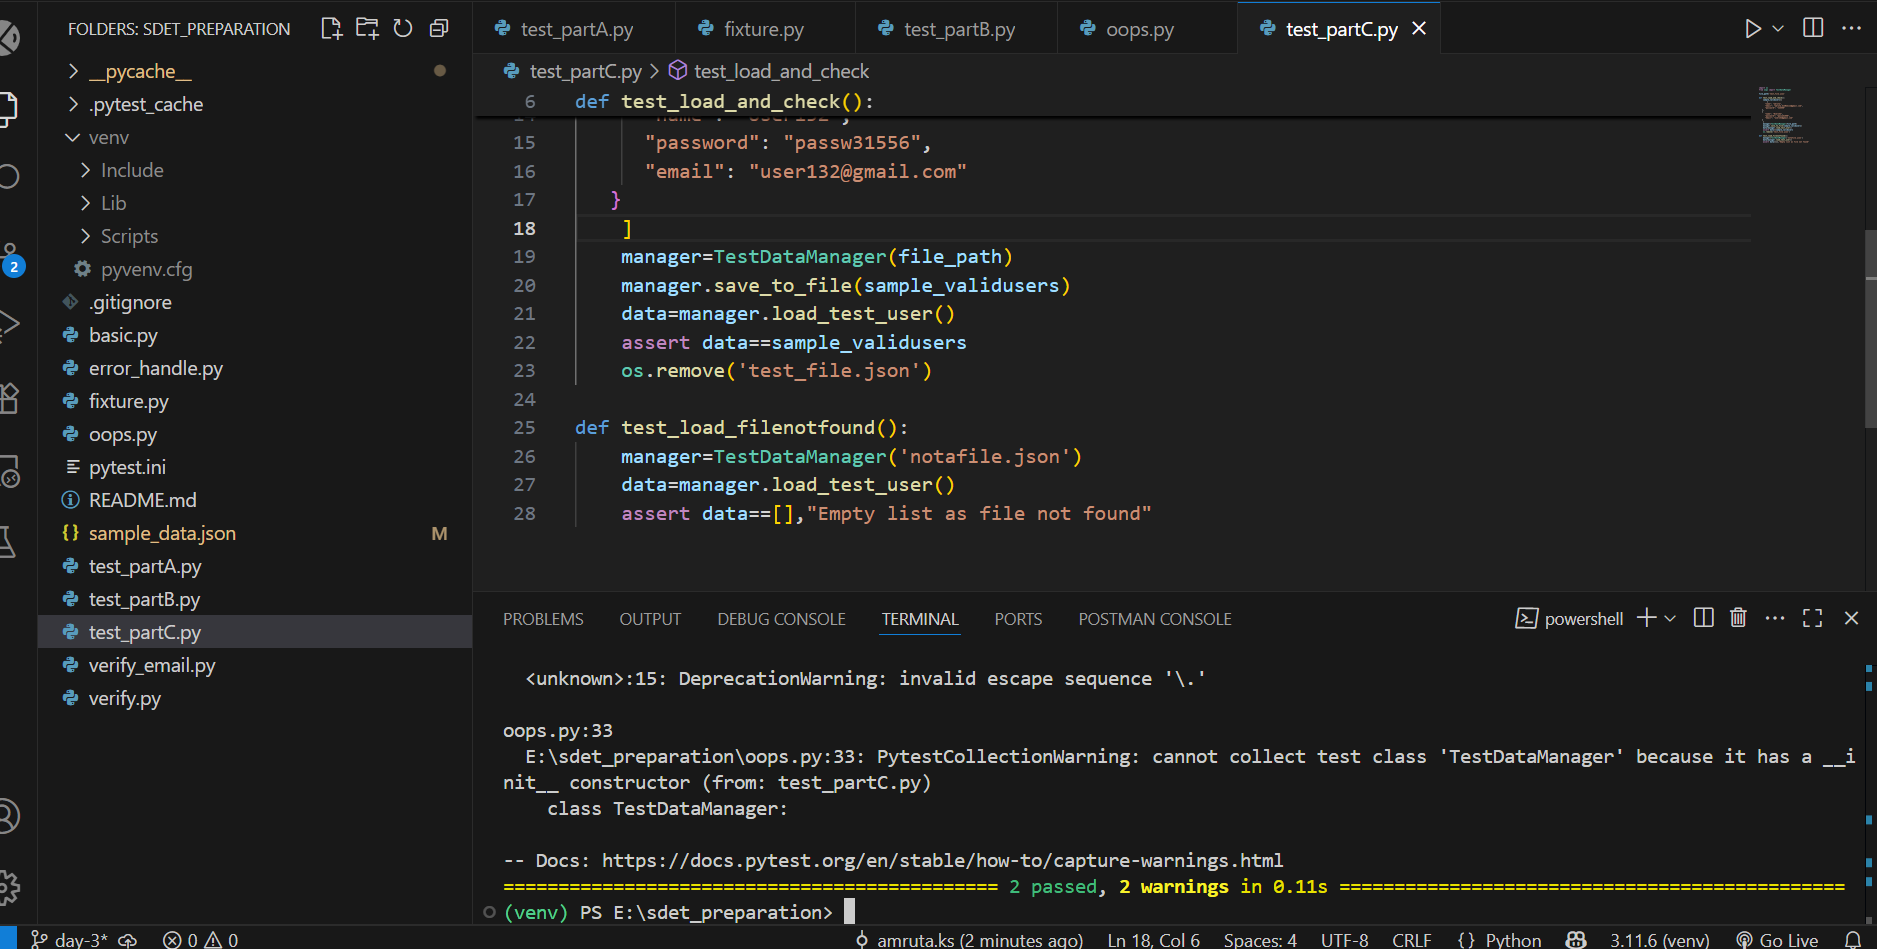 FOLDERS: SDET_PREPARATION
__pycache__
.pytest_cache
venv
Include
Lib
Scripts
pyvenv.cfg
.gitignore
basic.py
error_handle.py
fixture.py
oops.py
pytest.ini
README.md
sample_data.json M
test_partA.py
test_partB.py
test_partC.py
verify_email.py
verify.py
2
test_partA.py fixture.py test_partB.py oops.py test_partC.py
test_partC.py > test_load_and_check
6 def test_load_and_check():
15 "password": "passw31556",
16 "email": "user132@gmail.com"
17 }
18 ]
19 manager=TestDataManager(file_path)
20 manager.save_to_file(sample_validusers)
21 data=manager.load_test_user()
22 assert data==sample_validusers
23 os.remove('test_file.json')
24
25 def test_load_filenotfound():
26 manager=TestDataManager('notafile.json')
27 data=manager.load_test_user()
28 assert data==[],"Empty list as file not found"
PROBLEMS OUTPUT DEBUG CONSOLE TERMINAL PORTS POSTMAN CONSOLE powershell
<unknown>:15: DeprecationWarning: invalid escape sequence '\.'
oops.py:33
E:\sdet_preparation\oops.py:33: PytestCollectionWarning: cannot collect test class 'TestDataManager' because it has a __i
nit__ constructor (from: test_partC.py)
class TestDataManager:
-- Docs: https://docs.pytest.org/en/stable/how-to/capture-warnings.html
============================================= 2 passed, 2 warnings in 0.11s ==============================================
(venv) PS E:\sdet_preparation>
day-3* 0 0 amruta.ks (2 minutes ago) Ln 18, Col 6 Spaces: 4 UTF-8 CRLF {} Python 3.11.6 (venv) Go Live